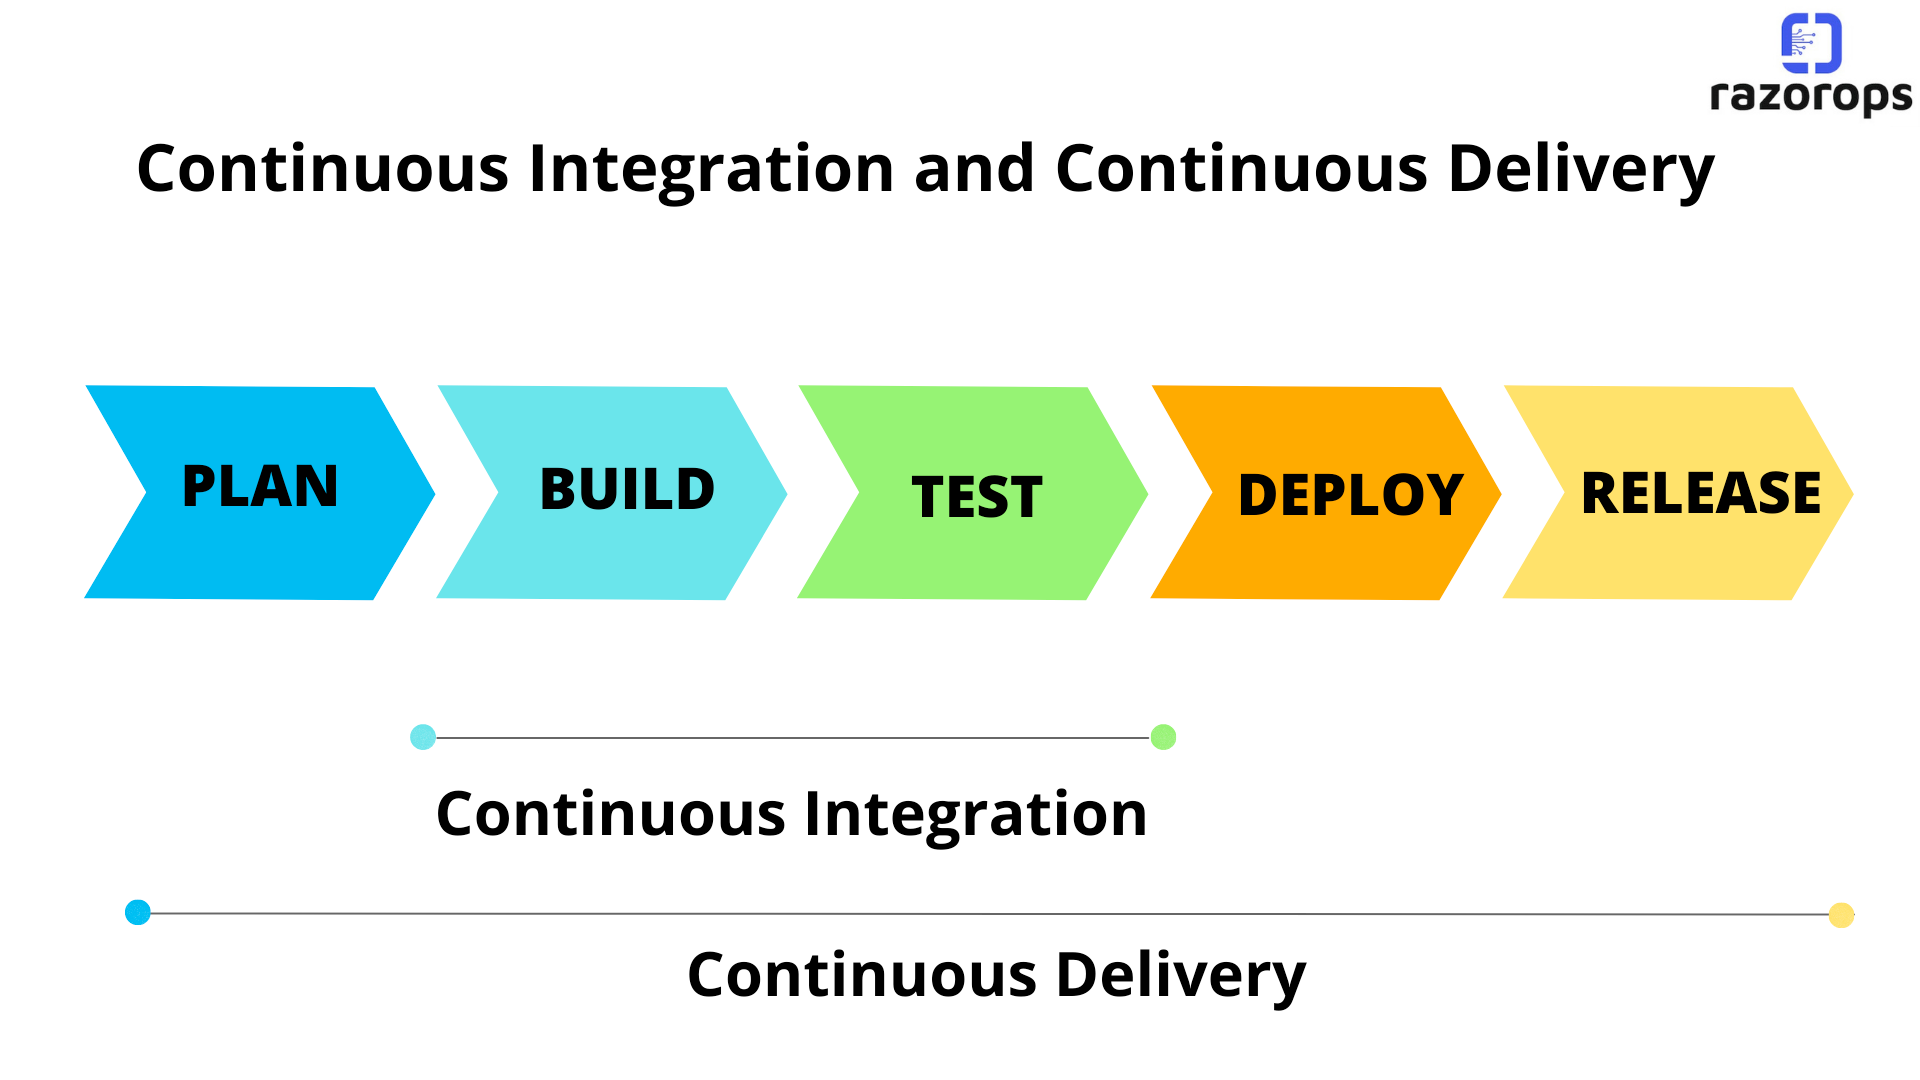 razorops
Continuous Integration and Continuous Delivery
PLAN
BUILD
TEST
DEPLOY
RELEASE
Continuous Integration
Continuous Delivery